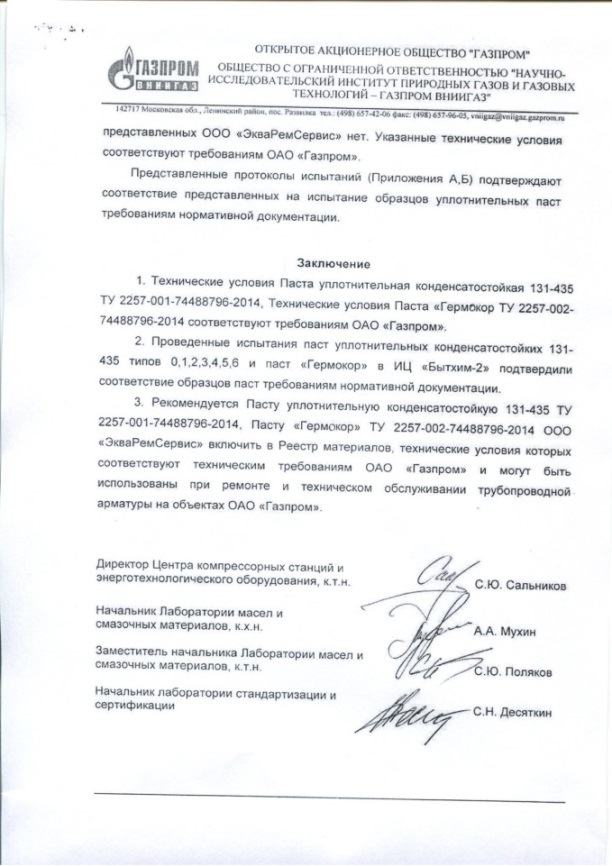 ГАЗПРОМ
ВНИИГАЗ
ОТКРЫТОЕ АКЦИОНЕРНОЕ ОБЩЕСТВО "ГАЗПРОМ"
ОБЩЕСТВО С ОГРАНИЧЕННОЙ ОТВЕТСТВЕННОСТЬЮ "НАУЧНО-
ИССЛЕДОВАТЕЛЬСКИЙ ИНСТИТУТ ПРИРОДНЫХ ГАЗОВ И ГАЗОВЫХ
ТЕХНОЛОГИЙ – ГАЗПРОМ ВНИИГАЗ"
142717 Московская обл., Ленинский район, пос. Развилка тел.: (498) 657-42-06 факс: (498) 657-96-05, vniigaz@vniigaz.gazprom.ru
представленных ООО «ЭкваРемСервис» нет. Указанные технические условия
соответствуют требованиям ОАО «Газпром».
Представленные протоколы испытаний (Приложения А,Б) подтверждают
соответствие представленных на испытание образцов уплотнительных паст
требованиям нормативной документации.
Заключение
1. Технические условия Паста уплотнительная конденсатостойкая 131-435
ТУ 2257-001-74488796-2014, Технические условия Паста «Гермокор ТУ 2257-002-
74488796-2014 соответствуют требованиям ОАО «Газпром».
2. Проведенные испытания паст уплотнительных конденсатостойких 131-
435 типов 0,1,2,3,4,5,6 и паст «Гермокор» в ИЦ «Бытхим-2» подтвердили
соответствие образцов паст требованиям нормативной документации.
3. Рекомендуется Пасту уплотнительную конденсатостойкую 131-435 ТУ
2257-001-74488796-2014, Пасту «Гермокор» ТУ 2257-002-74488796-2014 ООО
«ЭкваРемСервис» включить в Реестр материалов, технические условия которых
соответствуют техническим требованиям ОАО «Газпром» и могут быть
использованы при ремонте и техническом обслуживании трубопроводной
арматуры на объектах ОАО «Газпром».
Директор Центра компрессорных станций и
энерготехнологического оборудования, к.т.н.
С.Ю. Сальников
Начальник Лаборатории масел и
смазочных материалов, к.х.н.
А.А. Мухин
Заместитель начальника Лаборатории масел и
смазочных материалов, к.т.н.
С.Ю. Поляков
Начальник лаборатории стандартизации и
сертификации
С.Н. Десяткин